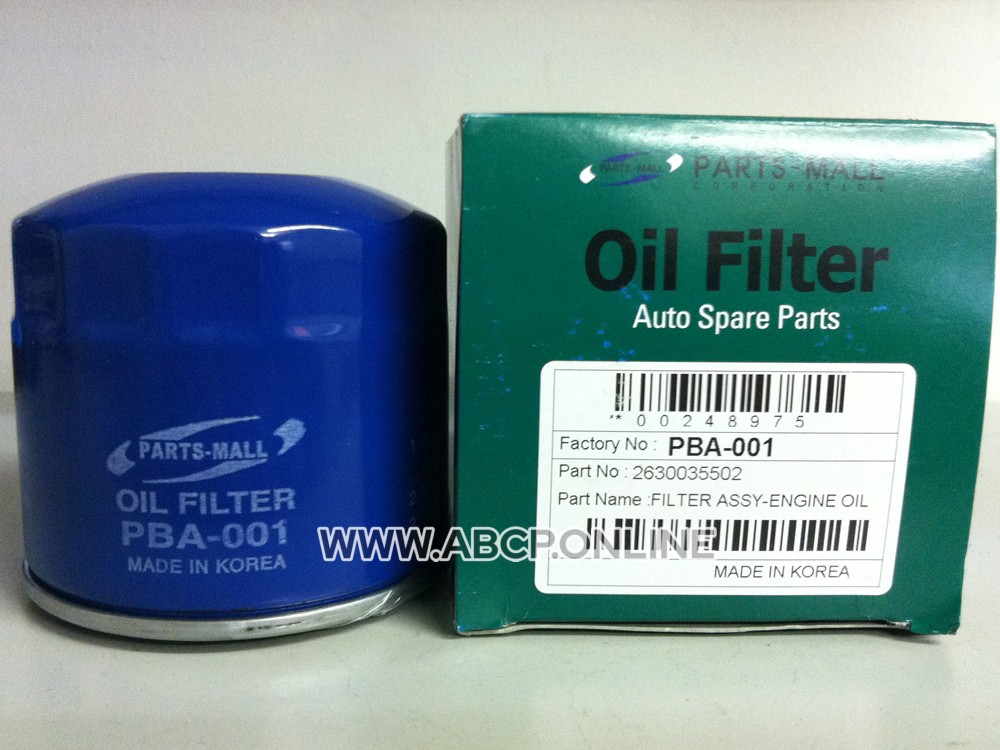 PARTS-MALL
OIL FILTER
PBA-001
MADE IN KOREA
PARTS-MALL
PARTS-MALL
CORPORATION
Oil Filter
Auto Spare Parts
**00248975
Factory No : PBA-001
Part No : 2630035502
Part Name :FILTER ASSY-ENGINE OIL
MADE IN KOREA
WWW.ABCP.ONLINE